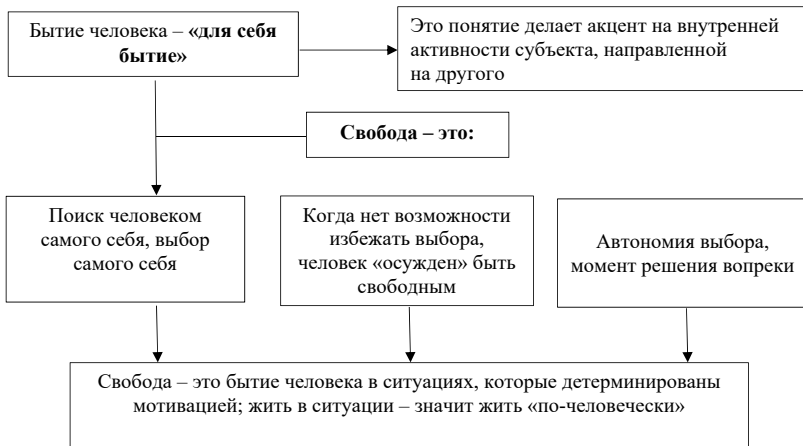 Бытие человека – «для себя
бытие»
Это понятие делает акцент на внутренней
активности субъекта, направленной
на другого
Свобода – это:
Поиск человеком
самого себя, выбор
самого себя
Когда нет возможности
избежать выбора,
человек «осужден» быть
свободным
Автономия выбора,
момент решения вопреки
Свобода – это бытие человека в ситуациях, которые детерминированы
мотивацией; жить в ситуации – значит жить «по-человечески»